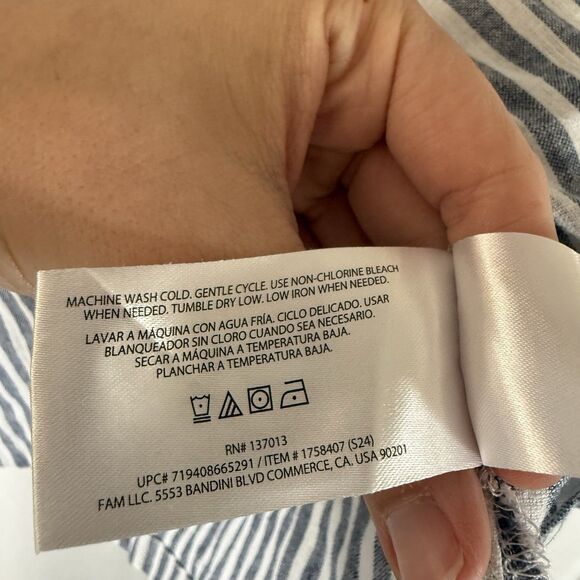 MACHINE WASH COLD. GENTLE CYCLE. USE NON-CHLORINE BLEACH
WHEN NEEDED. TUMBLE DRY LOW. LOW IRON WHEN NEEDED.
LAVAR A MÁQUINA CON AGUA FRÍA. CICLO DELICADO. USAR
BLANQUEADOR SIN CLORO CUANDO SEA NECESARIO.
SECAR A MÁQUINA A TEMPERATURA BAJA.
PLANCHAR A TEMPERATURA BAJA.
RN# 137013
UPC# 719408665291 / ITEM # 1758407 (S24)
FAM LLC. 5553 BANDINI BLVD COMMERCE, CA. USA 90201